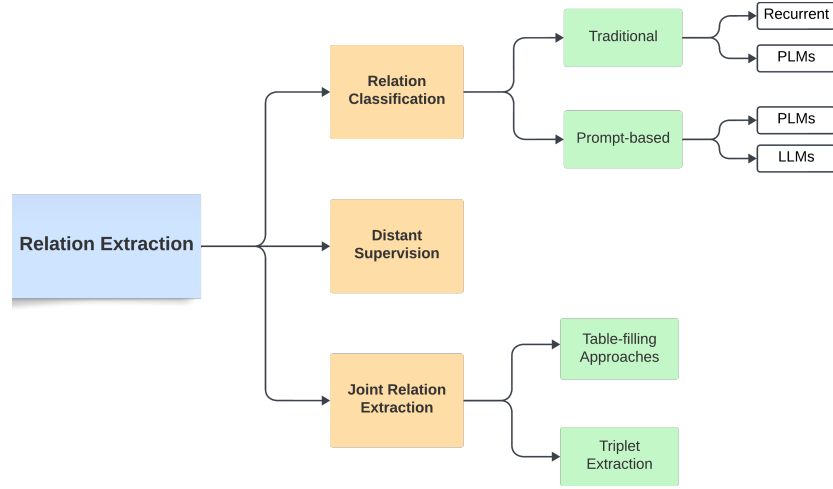 Relation Extraction
Relation
Classification
Traditional
Recurrent
PLMs
Prompt-based
PLMs
LLMs
Distant
Supervision
Joint Relation
Extraction
Table-filling
Approaches
Triplet
Extraction